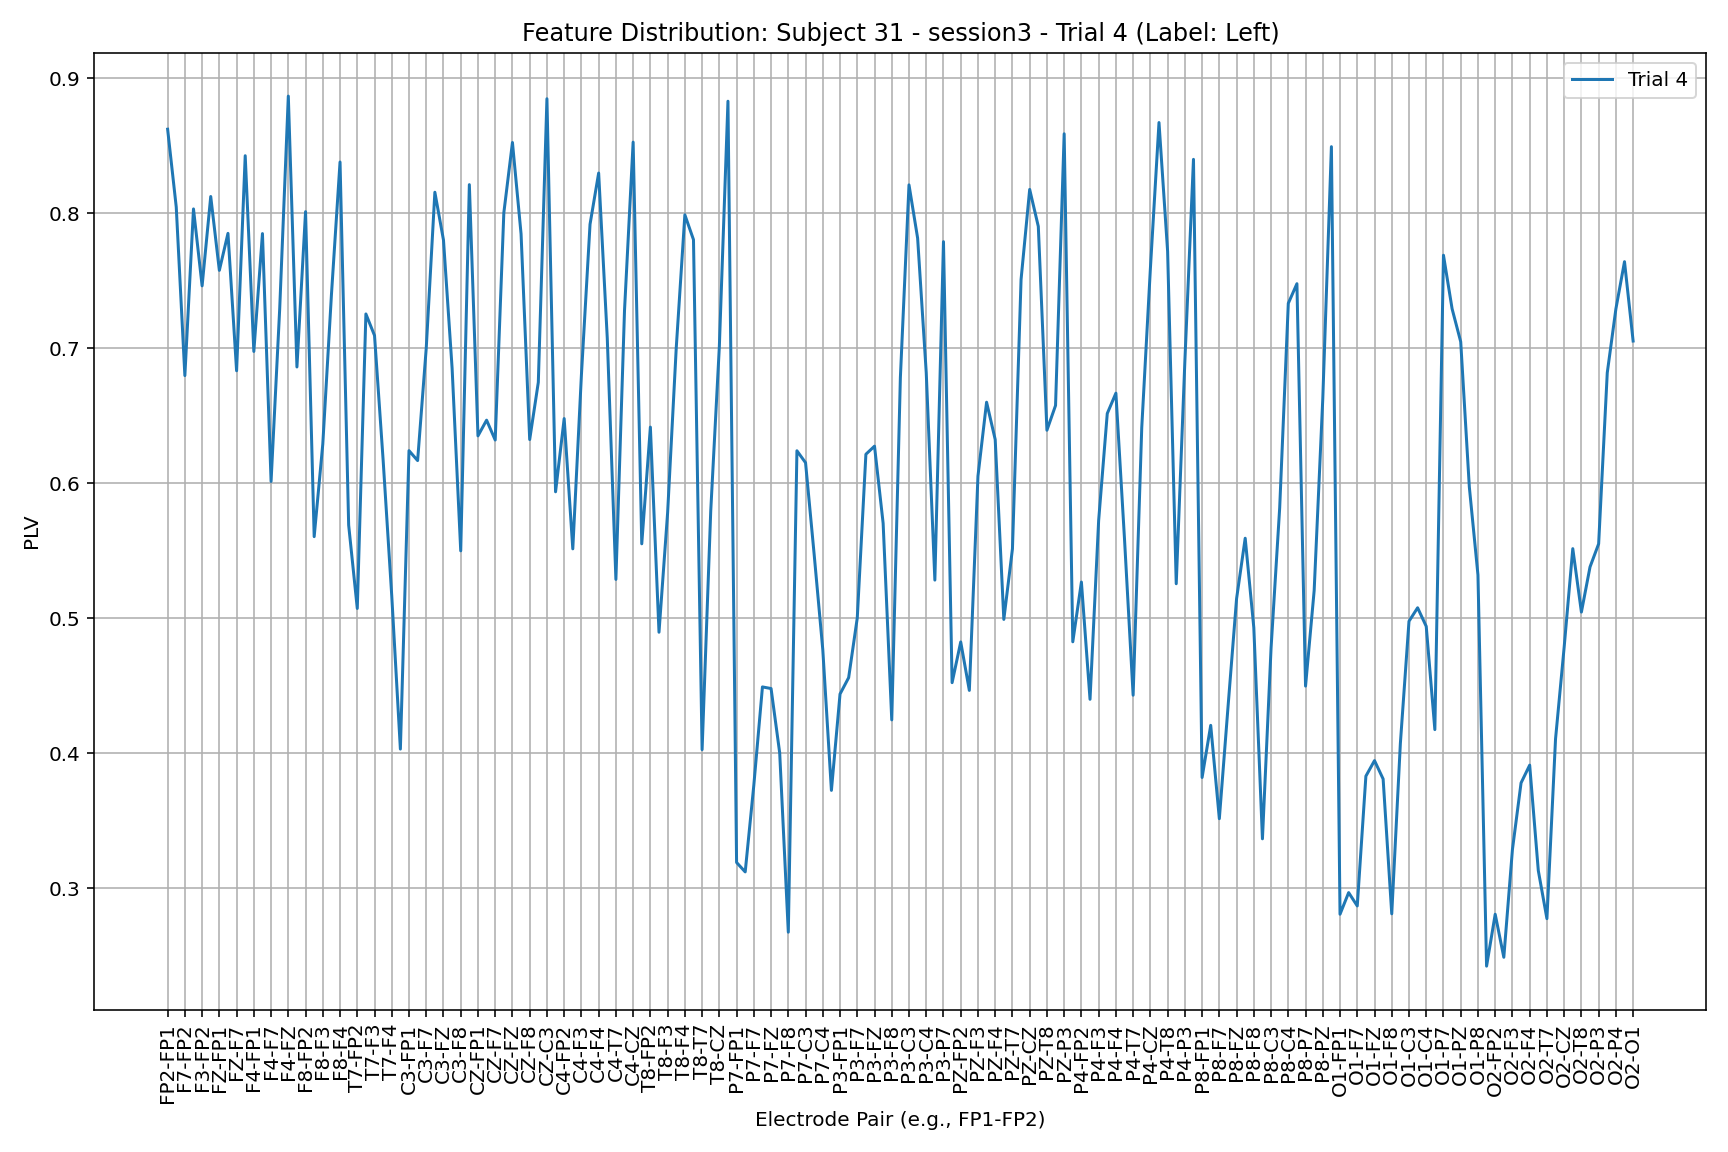 Feature Distribution: Subject 31 - session3 - Trial 4 (Label: Left)
Trial 4
0.9
0.8
0.7
0.6
0.5
0.4
0.3
PLV
FP2-FP1
F7-FP2
F3-FP2
FZ-FP1
FZ-F7
F4-FP1
F4-F7
F4-FZ
F8-FP2
F8-F3
F8-F4
T7-FP2
T7-F3
T7-F4
C3-FP1
C3-F7
C3-FZ
C3-F8
CZ-FP1
CZ-F7
CZ-FZ
CZ-F8
CZ-C3
C4-FP2
C4-F3
C4-F4
C4-T7
C4-CZ
T8-FP2
T8-F3
T8-F4
T8-T7
T8-CZ
P7-FP1
P7-F7
P7-FZ
P7-F8
P7-C3
P7-C4
P3-FP1
P3-F7
P3-FZ
P3-F8
P3-C3
P3-C4
P3-P7
PZ-FP2
PZ-F3
PZ-F4
PZ-T7
PZ-CZ
PZ-T8
PZ-P3
P4-FP2
P4-F3
P4-F4
P4-T7
P4-CZ
P4-T8
P4-P3
P8-FP1
P8-F7
P8-FZ
P8-F8
P8-C3
P8-C4
P8-P7
P8-PZ
O1-FP1
O1-F7
O1-FZ
O1-F8
O1-C3
O1-C4
O1-P7
O1-PZ
O1-P8
O2-FP2
O2-F3
O2-F4
O2-T7
O2-CZ
O2-T8
O2-P3
O2-P4
O2-O1
Electrode Pair (e.g., FP1-FP2)